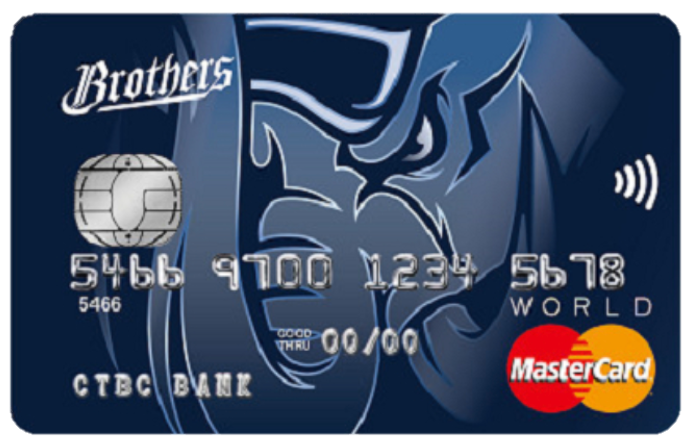 Brothers
5466 9700 1234 5678
5466
WORLD
GOOD THRU 00/00
MasterCard
CTBC BANK